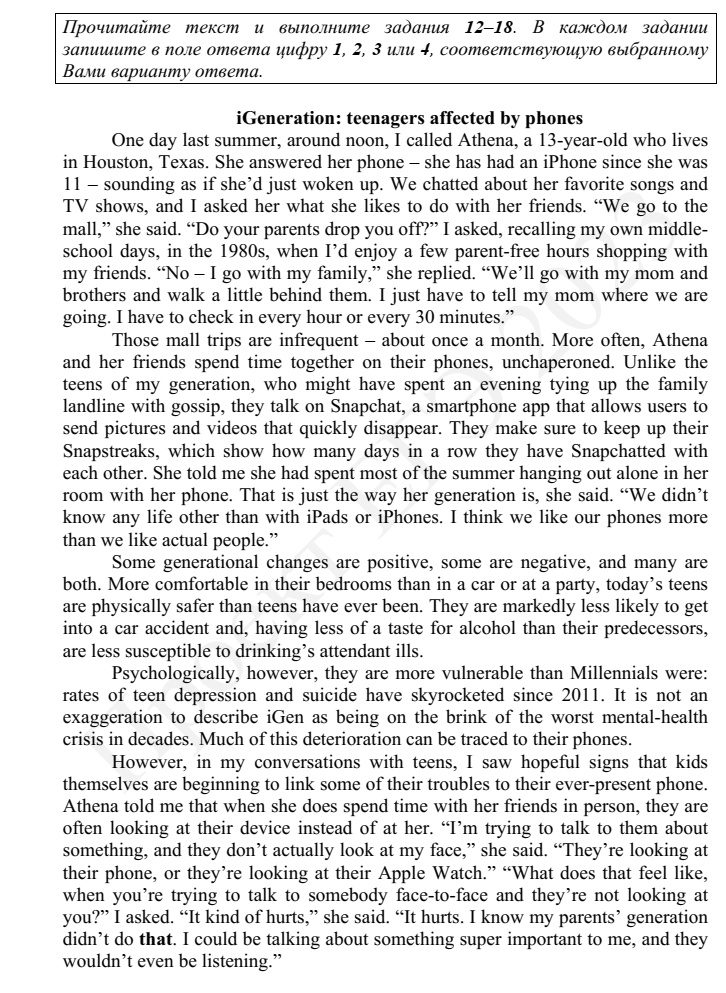 Прочитайте текст и выполните задания 12–18. В каждом задании
запишите в поле ответа цифру 1, 2, 3 или 4, соответствующую выбранному
Вами варианту ответа.
iGeneration: teenagers affected by phones
One day last summer, around noon, I called Athena, a 13-year-old who lives
in Houston, Texas. She answered her phone – she has had an iPhone since she was
11 – sounding as if she’d just woken up. We chatted about her favorite songs and
TV shows, and I asked her what she likes to do with her friends. “We go to the
mall,” she said. “Do your parents drop you off?” I asked, recalling my own middle-
school days, in the 1980s, when I’d enjoy a few parent-free hours shopping with
my friends. “No – I go with my family,” she replied. “We’ll go with my mom and
brothers and walk a little behind them. I just have to tell my mom where we are
going. I have to check in every hour or every 30 minutes.”
Those mall trips are infrequent – about once a month. More often, Athena
and her friends spend time together on their phones, unchaperoned. Unlike the
teens of my generation, who might have spent an evening tying up the family
landline with gossip, they talk on Snapchat, a smartphone app that allows users to
send pictures and videos that quickly disappear. They make sure to keep up their
Snapstreaks, which show how many days in a row they have Snapchatted with
each other. She told me she had spent most of the summer hanging out alone in her
room with her phone. That is just the way her generation is, she said. “We didn’t
know any life other than with iPads or iPhones. I think we like our phones more
than we like actual people.”
Some generational changes are positive, some are negative, and many are
both. More comfortable in their bedrooms than in a car or at a party, today’s teens
are physically safer than teens have ever been. They are markedly less likely to get
into a car accident and, having less of a taste for alcohol than their predecessors,
are less susceptible to drinking’s attendant ills.
Psychologically, however, they are more vulnerable than Millennials were:
rates of teen depression and suicide have skyrocketed since 2011. It is not an
exaggeration to describe iGen as being on the brink of the worst mental-health
crisis in decades. Much of this deterioration can be traced to their phones.
However, in my conversations with teens, I saw hopeful signs that kids
themselves are beginning to link some of their troubles to their ever-present phone.
Athena told me that when she does spend time with her friends in person, they are
often looking at their device instead of at her. “I’m trying to talk to them about
something, and they don’t actually look at my face,” she said. “They’re looking at
their phone, or they’re looking at their Apple Watch.” “What does that feel like,
when you’re trying to talk to somebody face-to-face and they’re not looking at
you?” I asked. “It kind of hurts,” she said. “It hurts. I know my parents’ generation
didn’t do that. I could be talking about something super important to me, and they
wouldn’t even be listening.”
Проект ЕГЭ 2023